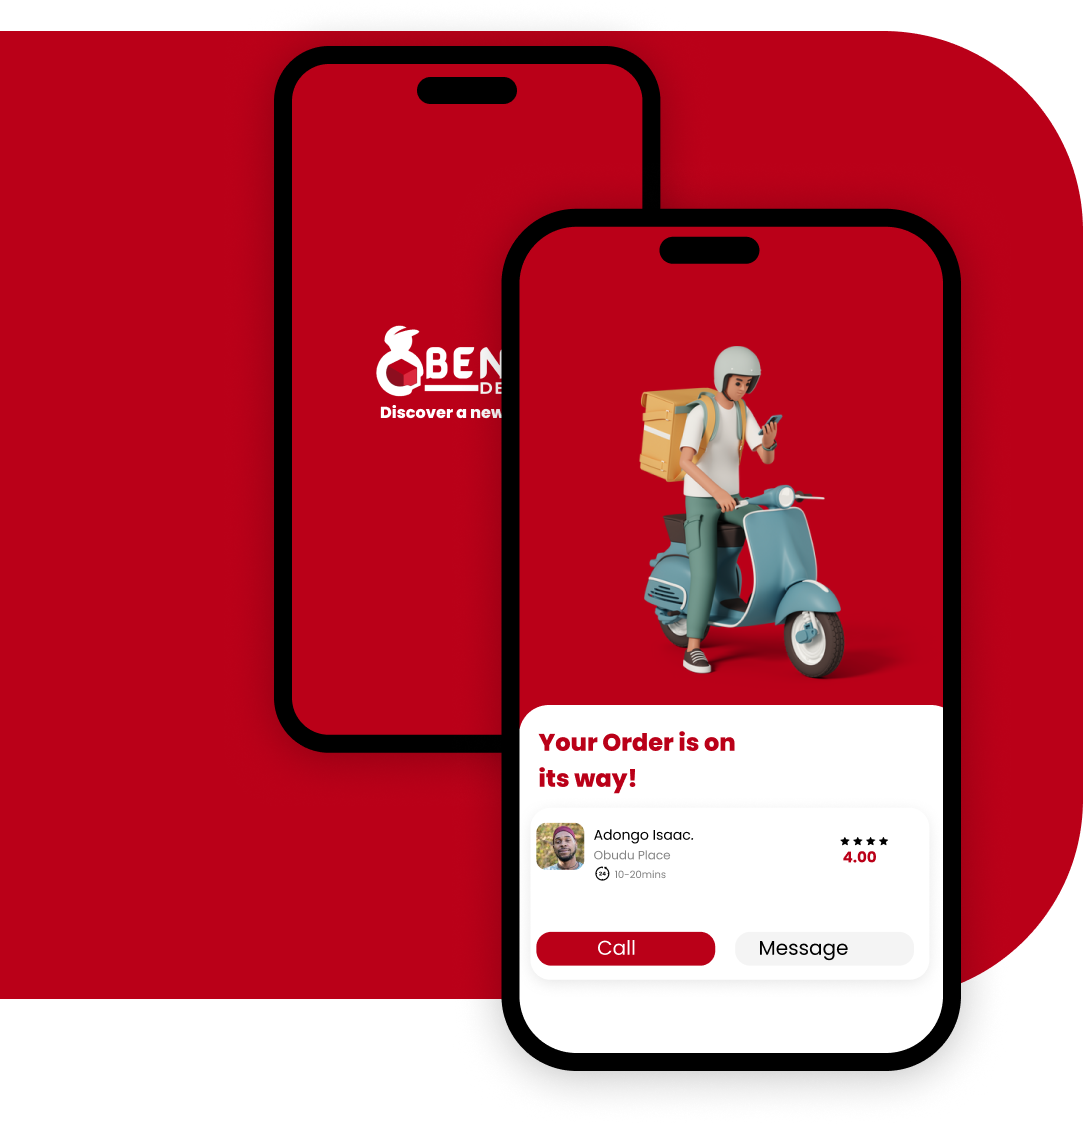 BEN
DE
Discover a new
Your Order is on
its way!
Adongo Isaac.
Obudu Place
4.00
24
10-20mins
Call
Message